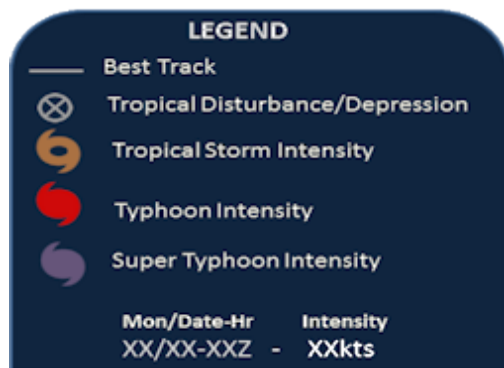 LEGEND
Best Track
Tropical Disturbance/Depression
Tropical Storm Intensity
Typhoon Intensity
Super Typhoon Intensity
Mon/Date-Hr Intensity
XX/XX-XXZ - XXkts